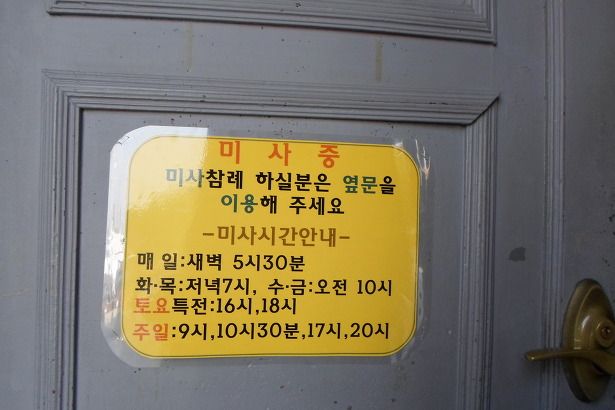 미 사 중
미사참례 하실분은 옆문을
이용해 주세요
-미사시간안내-
매 일:새벽 5시30분
화·목:저녁7시, 수·금:오전 10시
토요특전:16시,18시
주일:9시,10시30분,17시,20시